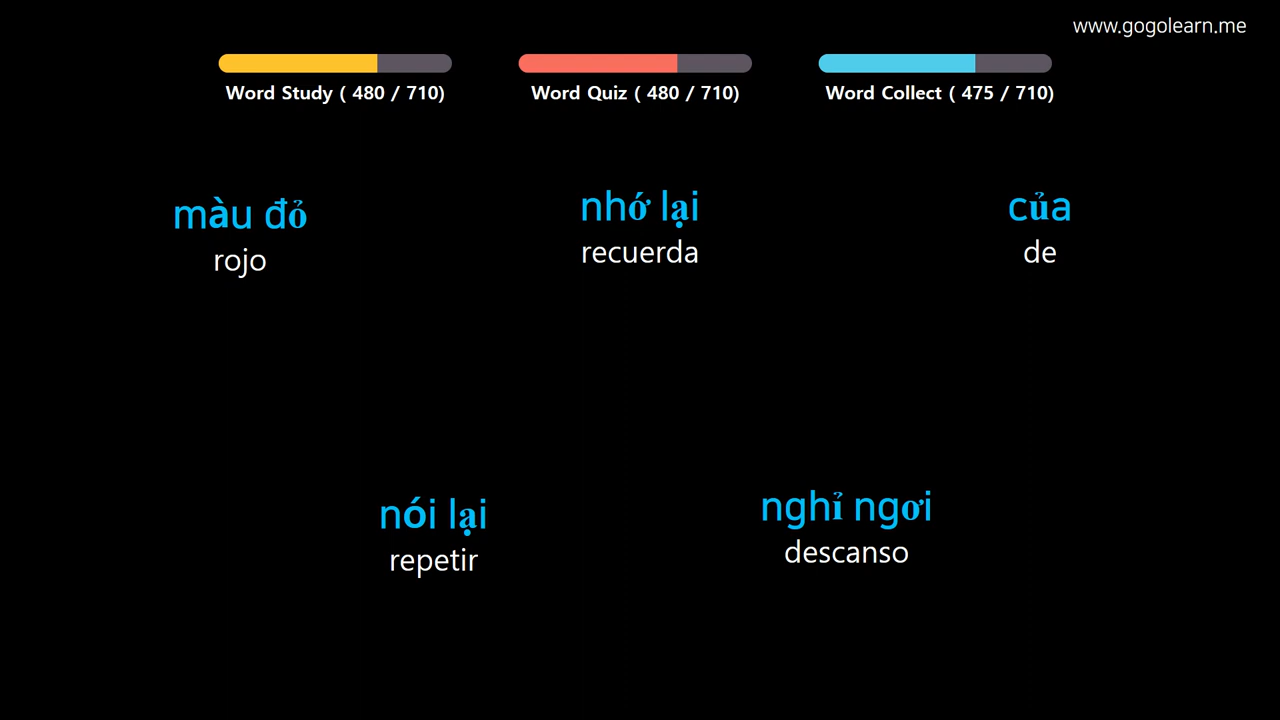 www.gogolearn.me
Word Study ( 480 / 710)
Word Quiz ( 480 / 710)
Word Collect ( 475 / 710)
màu đỏ
rojo
nhớ lại
recuerda
của
de
nói lại
repetir
nghỉ ngơi
descanso